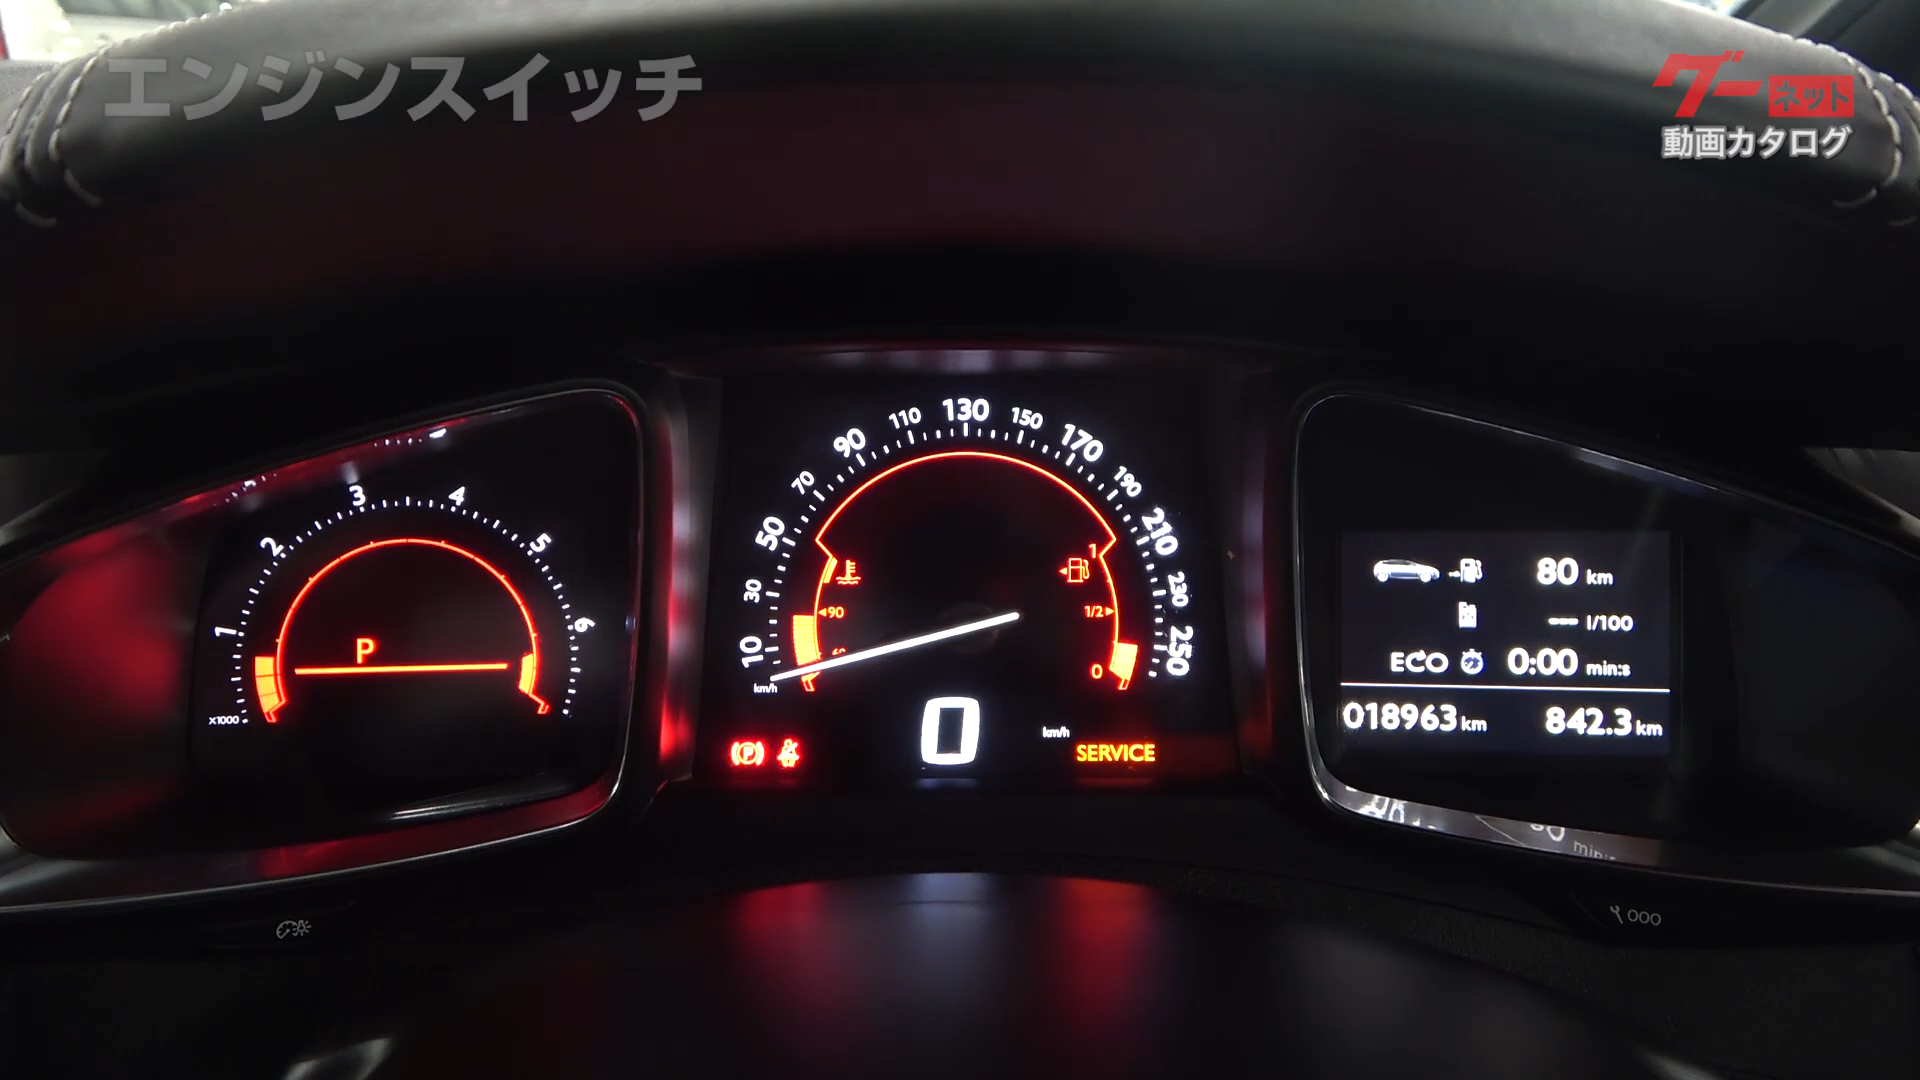 エンジンスイッチ
グーネット
動画カタログ
1 2 3 4 5 6
x1000
P
10 30 50 70 90 110 130 150 170 190 210 230 250
km/h
90
1
1/2
0
0 km/h
P
SERVICE
80 km
--- l/100
ECO 0:00 min:s
018963 km 842.3 km
000